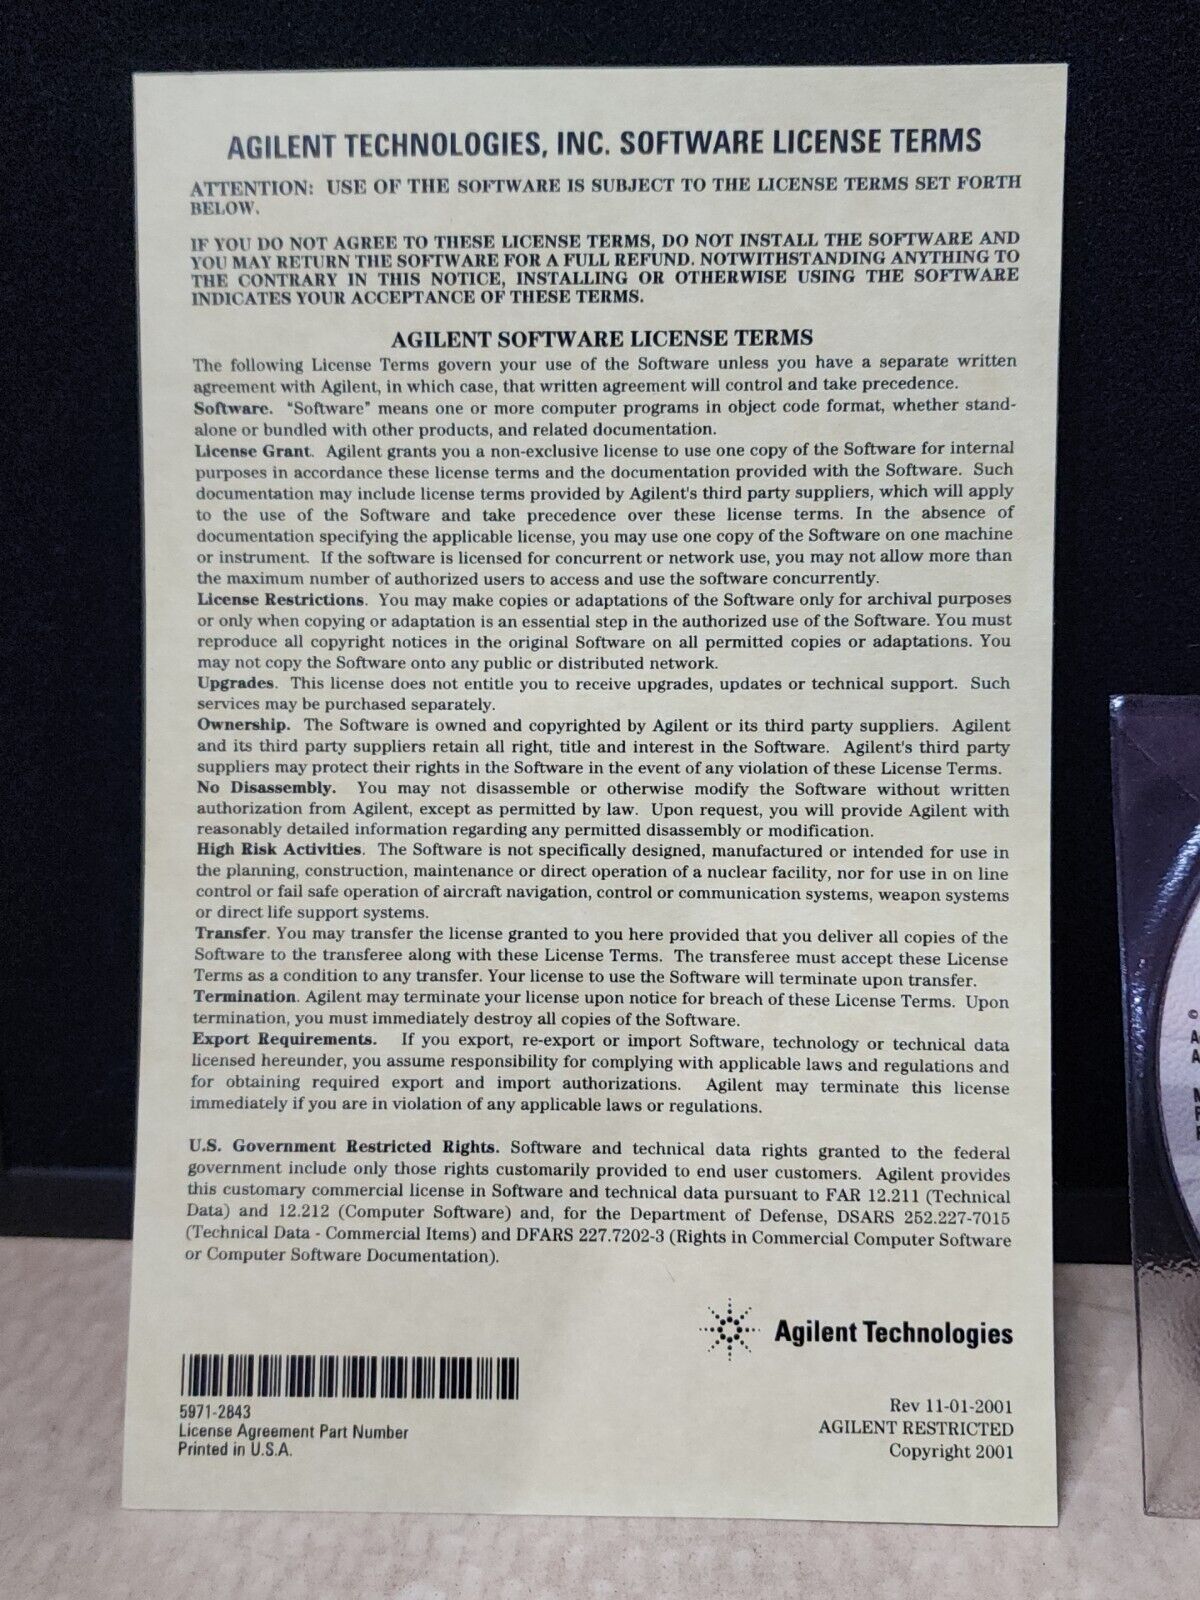 AGILENT TECHNOLOGIES, INC. SOFTWARE LICENSE TERMS
ATTENTION: USE OF THE SOFTWARE IS SUBJECT TO THE LICENSE TERMS SET FORTH
BELOW.
IF YOU DO NOT AGREE TO THESE LICENSE TERMS, DO NOT INSTALL THE SOFTWARE AND
YOU MAY RETURN THE SOFTWARE FOR A FULL REFUND. NOTWITHSTANDING ANYTHING TO
THE CONTRARY IN THIS NOTICE, INSTALLING OR OTHERWISE USING THE SOFTWARE
INDICATES YOUR ACCEPTANCE OF THESE TERMS.
AGILENT SOFTWARE LICENSE TERMS
The following License Terms govern your use of the Software unless you have a separate written
agreement with Agilent, in which case, that written agreement will control and take precedence.
Software. "Software" means one or more computer programs in object code format, whether stand-
alone or bundled with other products, and related documentation.
License Grant. Agilent grants you a non-exclusive license to use one copy of the Software for internal
purposes in accordance these license terms and the documentation provided with the Software. Such
documentation may include license terms provided by Agilent's third party suppliers, which will apply
to the use of the Software and take precedence over these license terms. In the absence of
documentation specifying the applicable license, you may use one copy of the Software on one machine
or instrument. If the software is licensed for concurrent or network use, you may not allow more than
the maximum number of authorized users to access and use the software concurrently.
License Restrictions. You may make copies or adaptations of the Software only for archival purposes
or only when copying or adaptation is an essential step in the authorized use of the Software. You must
reproduce all copyright notices in the original Software on all permitted copies or adaptations. You
may not copy the Software onto any public or distributed network.
Upgrades. This license does not entitle you to receive upgrades, updates or technical support. Such
services may be purchased separately.
Ownership. The Software is owned and copyrighted by Agilent or its third party suppliers. Agilent
and its third party suppliers retain all right, title and interest in the Software. Agilent's third party
suppliers may protect their rights in the Software in the event of any violation of these License Terms.
No Disassembly. You may not disassemble or otherwise modify the Software without written
authorization from Agilent, except as permitted by law. Upon request, you will provide Agilent with
reasonably detailed information regarding any permitted disassembly or modification.
High Risk Activities. The Software is not specifically designed, manufactured or intended for use in
the planning, construction, maintenance or direct operation of a nuclear facility, nor for use in on line
control or fail safe operation of aircraft navigation, control or communication systems, weapon systems
or direct life support systems.
Transfer. You may transfer the license granted to you here provided that you deliver all copies of the
Software to the transferee along with these License Terms. The transferee must accept these License
Terms as a condition to any transfer. Your license to use the Software will terminate upon transfer.
Termination. Agilent may terminate your license upon notice for breach of these License Terms. Upon
termination, you must immediately destroy all copies of the Software.
Export Requirements. If you export, re-export or import Software, technology or technical data
licensed hereunder, you assume responsibility for complying with applicable laws and regulations and
for obtaining required export and import authorizations. Agilent may terminate this license
immediately if you are in violation of any applicable laws or regulations.
U.S. Government Restricted Rights. Software and technical data rights granted to the federal
government include only those rights customarily provided to end user customers. Agilent provides
this customary commercial license in Software and technical data pursuant to FAR 12.211 (Technical
Data) and 12.212 (Computer Software) and, for the Department of Defense, DSARS 252.227-7015
(Technical Data - Commercial Items) and DFARS 227.7202-3 (Rights in Commercial Computer Software
or Computer Software Documentation).
Agilent Technologies
5971-2843
License Agreement Part Number
Printed in U.S.A.
Rev 11-01-2001
AGILENT RESTRICTED
Copyright 2001
©